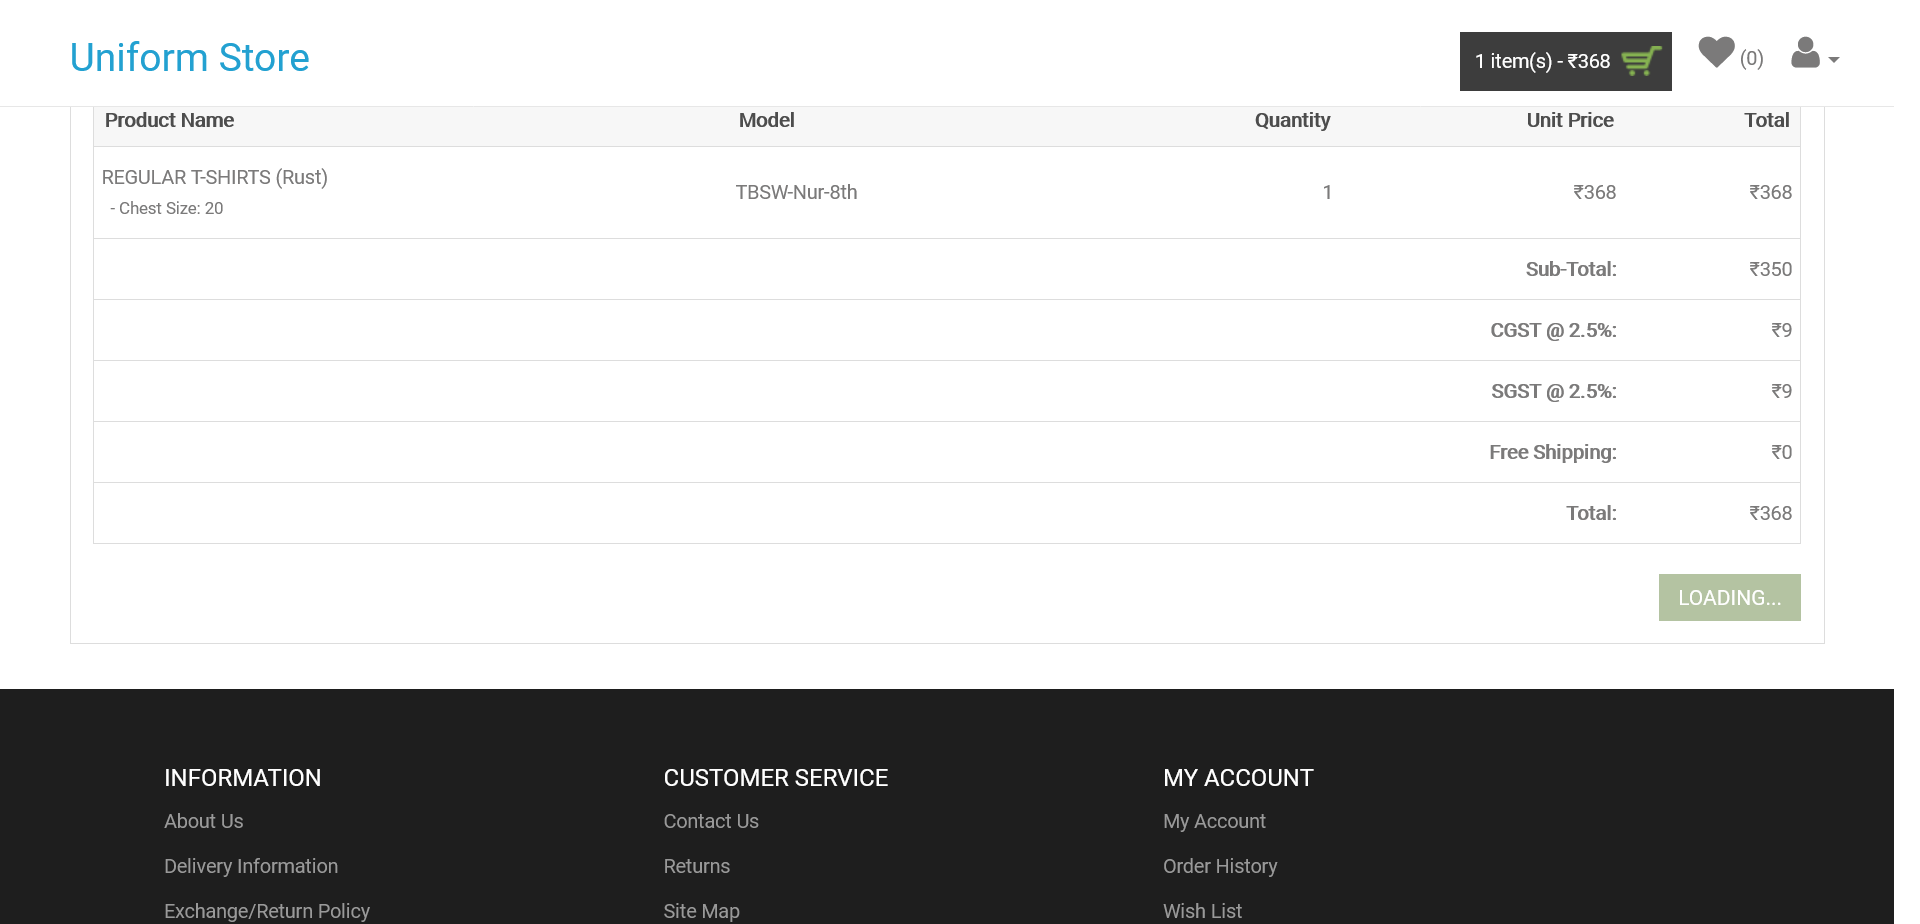 Uniform Store
1 item(s) - ₹368
(0)
Product Name Model Quantity Unit Price Total
REGULAR T-SHIRTS (Rust)
- Chest Size: 20
TBSW-Nur-8th 1 ₹368 ₹368
Sub-Total: ₹350
CGST @ 2.5%: ₹9
SGST @ 2.5%: ₹9
Free Shipping: ₹0
Total: ₹368
LOADING...
INFORMATION
About Us
Delivery Information
Exchange/Return Policy
CUSTOMER SERVICE
Contact Us
Returns
Site Map
MY ACCOUNT
My Account
Order History
Wish List